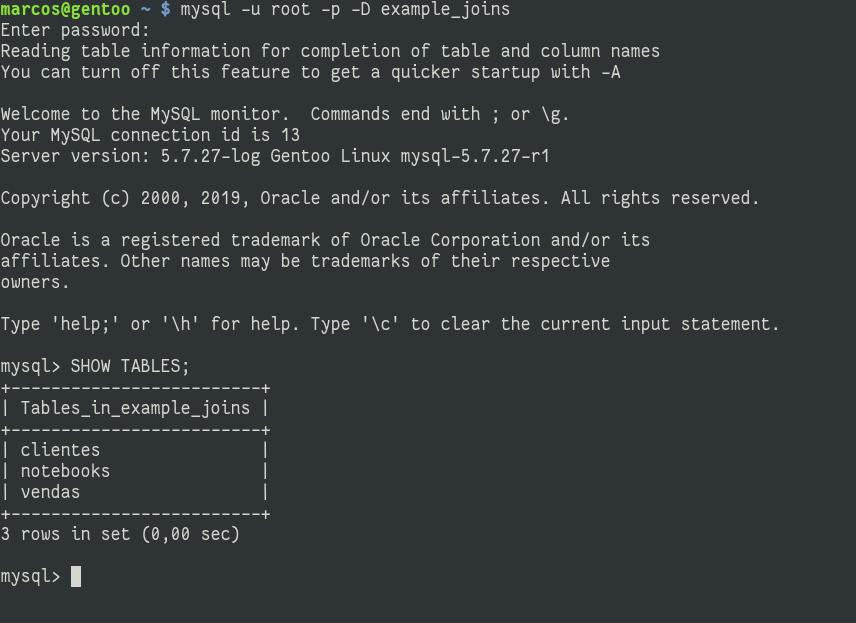 marcos@gentoo ~ $ mysql -u root -p -D example_joins
Enter password:
Reading table information for completion of table and column names
You can turn off this feature to get a quicker startup with -A

Welcome to the MySQL monitor.  Commands end with ; or \g.
Your MySQL connection id is 13
Server version: 5.7.27-log Gentoo Linux mysql-5.7.27-r1

Copyright (c) 2000, 2019, Oracle and/or its affiliates. All rights reserved.

Oracle is a registered trademark of Oracle Corporation and/or its
affiliates. Other names may be trademarks of their respective
owners.

Type 'help;' or '\h' for help. Type '\c' to clear the current input statement.

mysql> SHOW TABLES;
+-------------------------+
| Tables_in_example_joins |
+-------------------------+
| clientes                |
| notebooks               |
| vendas                  |
+-------------------------+
3 rows in set (0,00 sec)

mysql>